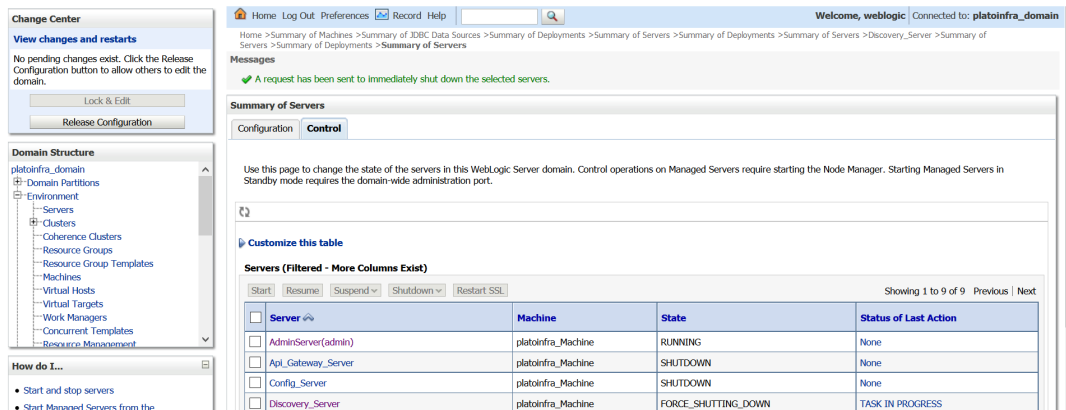 Change Center
View changes and restarts
No pending changes exist. Click the Release
Configuration button to allow others to edit the
domain.
Lock & Edit
Release Configuration
Domain Structure
platoinfra_domain
Domain Partitions
Environment
Servers
Clusters
Coherence Clusters
Resource Groups
Resource Group Templates
Machines
Virtual Hosts
Virtual Targets
Work Managers
Concurrent Templates
Resource Management
How do I...
Start and stop servers
Start Managed Servers from the
Home Log Out Preferences Record Help
Welcome, weblogic Connected to: platoinfra_domain
Home >Summary of Machines >Summary of JDBC Data Sources >Summary of Deployments >Summary of Servers >Summary of Deployments >Summary of Servers >Discovery_Server >Summary of
Servers >Summary of Deployments >Summary of Servers
Messages
A request has been sent to immediately shut down the selected servers.
Summary of Servers
Configuration Control
Use this page to change the state of the servers in this WebLogic Server domain. Control operations on Managed Servers require starting the Node Manager. Starting Managed Servers in
Standby mode requires the domain-wide administration port.
Customize this table
Servers (Filtered - More Columns Exist)
Start Resume Suspend Shutdown Restart SSL Showing 1 to 9 of 9 Previous | Next
Server Machine State Status of Last Action
AdminServer(admin) platoinfra_Machine RUNNING None
Api_Gateway_Server platoinfra_Machine SHUTDOWN None
Config_Server platoinfra_Machine SHUTDOWN None
Discovery_Server platoinfra_Machine FORCE_SHUTTING_DOWN TASK IN PROGRESS